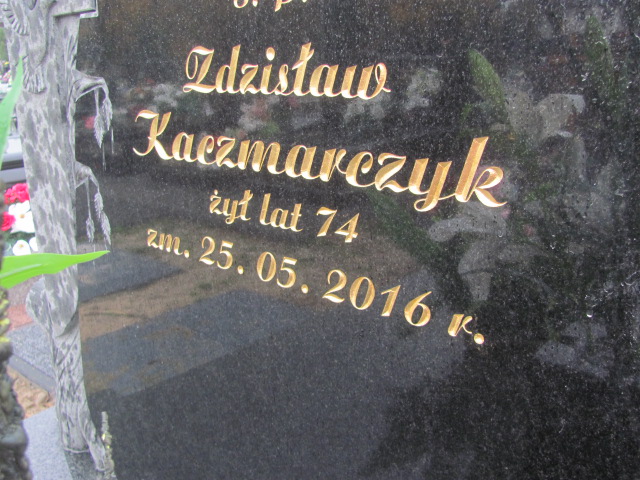 Ś. P.
Zdzisław
Kaczmarczyk
żył lat 74
zm. 25. 05. 2016 r.